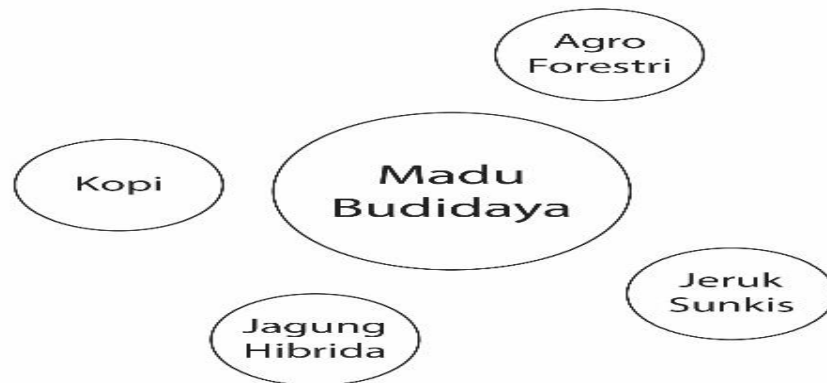 Agro
Forestri
Kopi
Madu
Budidaya
Jeruk
Sunkis
Jagung
Hibrida